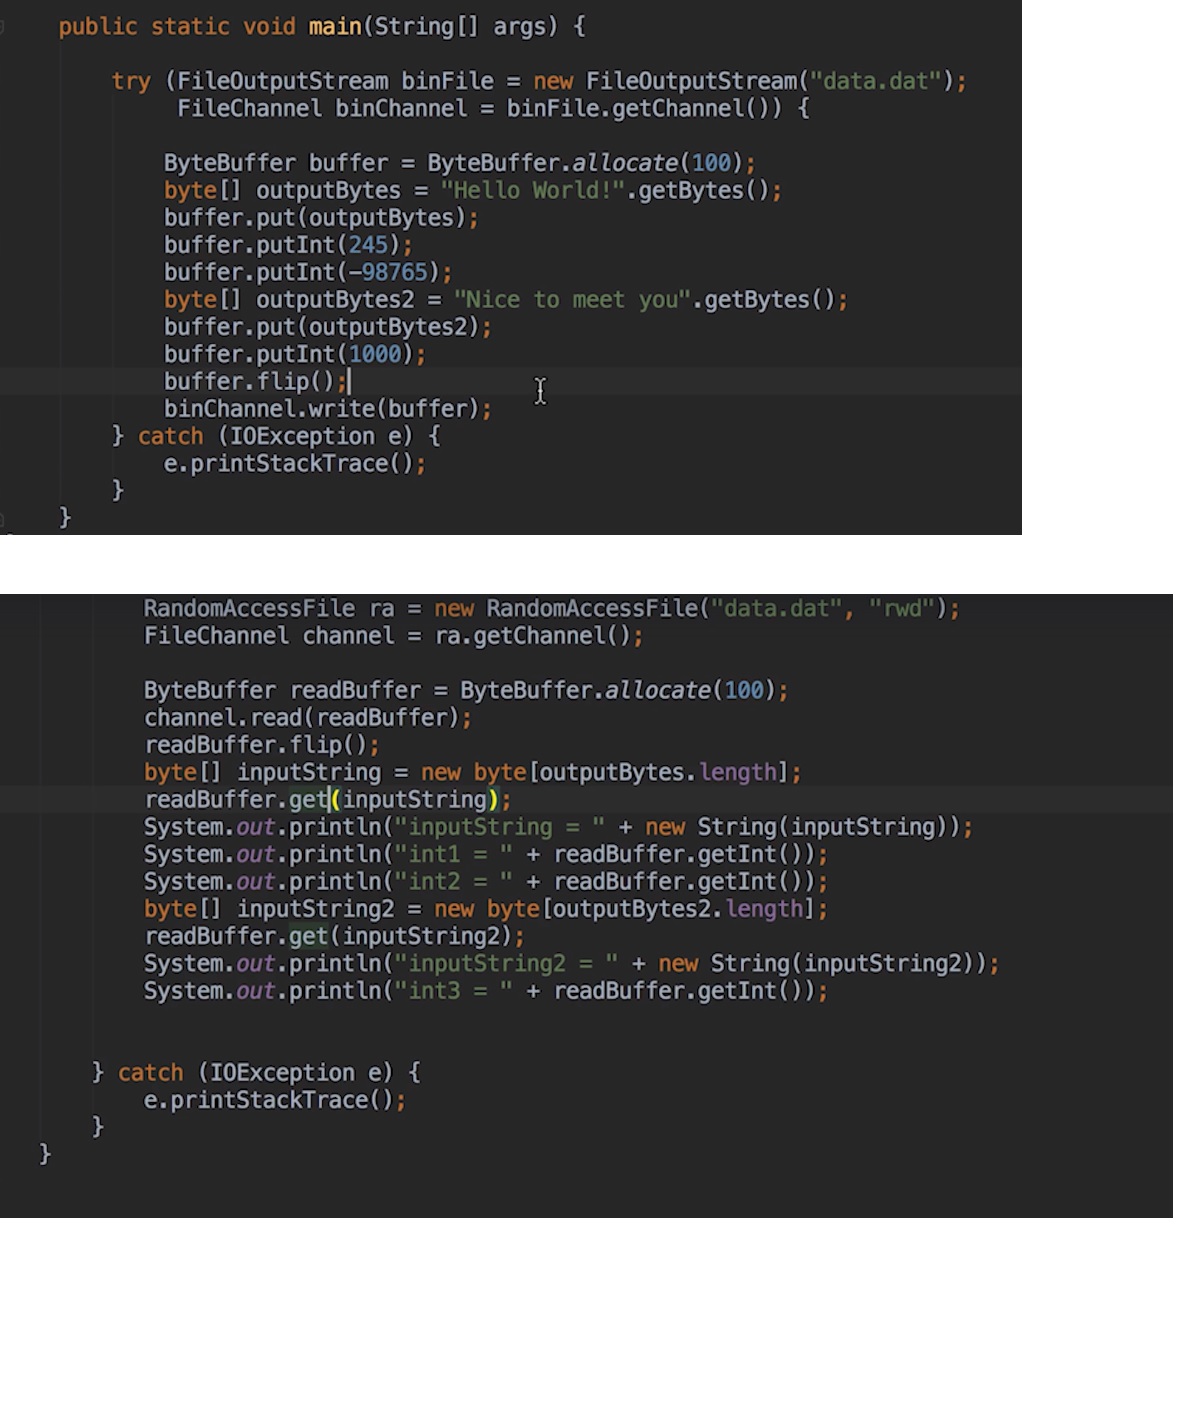 public static void main(String[] args) {
try (FileOutputStream binFile = new FileOutputStream("data.dat");
FileChannel binChannel = binFile.getChannel()) {
ByteBuffer buffer = ByteBuffer.allocate(100);
byte[] outputBytes = "Hello World!".getBytes();
buffer.put(outputBytes);
buffer.putInt(245);
buffer.putInt(-98765);
byte[] outputBytes2 = "Nice to meet you".getBytes();
buffer.put(outputBytes2);
buffer.putInt(1000);
buffer.flip();
binChannel.write(buffer);
} catch (IOException e) {
e.printStackTrace();
}
}
RandomAccessFile ra = new RandomAccessFile("data.dat", "rwd");
FileChannel channel = ra.getChannel();
ByteBuffer readBuffer = ByteBuffer.allocate(100);
channel.read(readBuffer);
readBuffer.flip();
byte[] inputString = new byte[outputBytes.length];
readBuffer.get(inputString);
System.out.println("inputString = " + new String(inputString));
System.out.println("int1 = " + readBuffer.getInt());
System.out.println("int2 = " + readBuffer.getInt());
byte[] inputString2 = new byte[outputBytes2.length];
readBuffer.get(inputString2);
System.out.println("inputString2 = " + new String(inputString2));
System.out.println("int3 = " + readBuffer.getInt());
} catch (IOException e) {
e.printStackTrace();
}
}